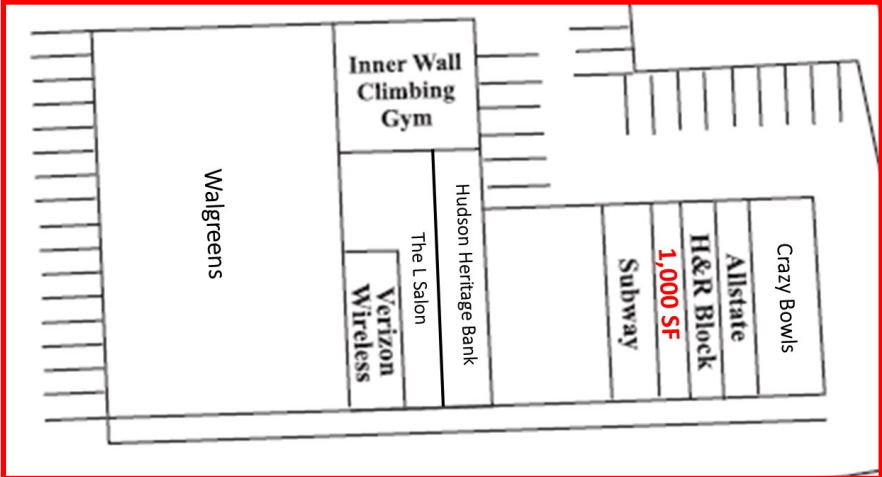 Inner Wall
Climbing
Gym
Walgreens
The L Salon
Hudson Heritage Bank
Verizon
Wireless
Subway
1,000 SF
H&R Block
Allstate
Crazy Bowls